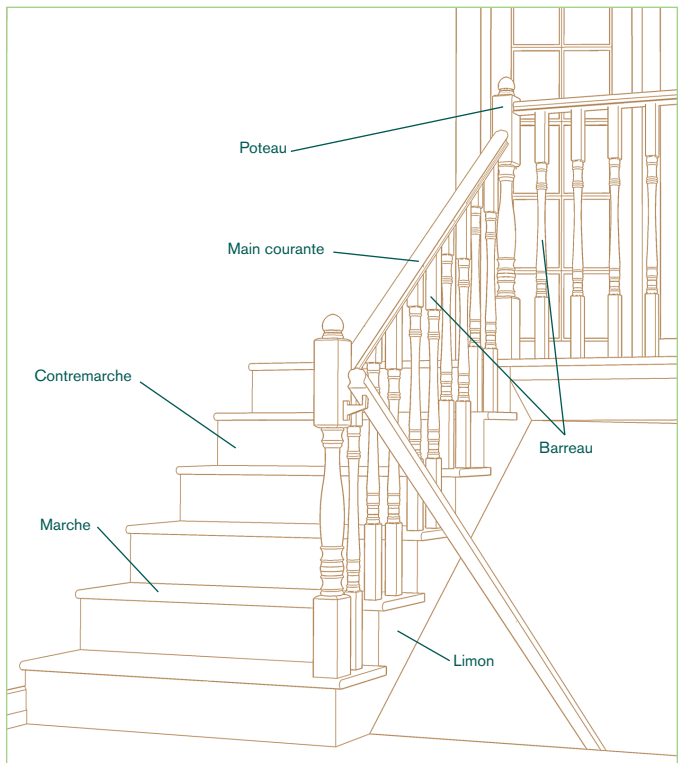 Poteau
Main courante
Contremarche
Barreau
Marche
Limon